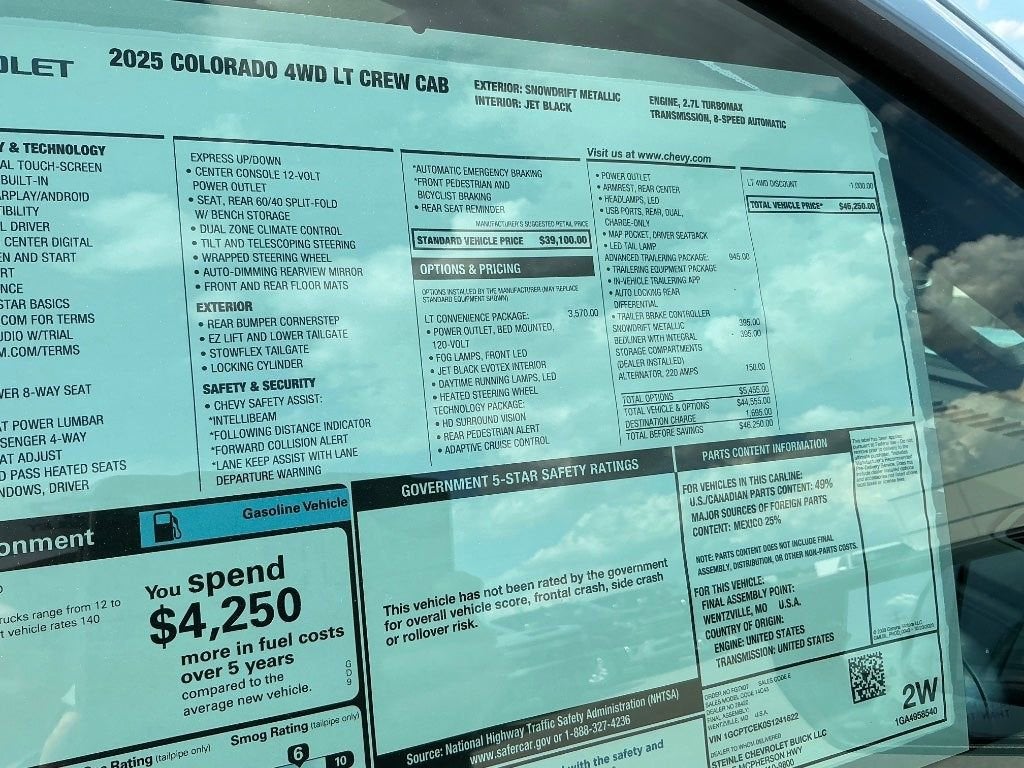 OLET
2025 COLORADO 4WD LT CREW CAB
EXTERIOR: SNOWDRIFT METALLIC
INTERIOR: JET BLACK
ENGINE, 2.7L TURBOMAX
TRANSMISSION, 8-SPEED AUTOMATIC
Visit us at www.chevy.com
Y & TECHNOLOGY
AL TOUCH-SCREEN
BUILT-IN
ARPLAY/ANDROID
TIBILITY
L DRIVER
CENTER DIGITAL
EN AND START
RT
NCE
STAR BASICS
COM FOR TERMS
UDIO W/TRIAL
M.COM/TERMS
VER 8-WAY SEAT
AT POWER LUMBAR
SSENGER 4-WAY
AT ADJUST
D PASS HEATED SEATS
NDOWS, DRIVER
EXPRESS UP/DOWN
• CENTER CONSOLE 12-VOLT
POWER OUTLET
• SEAT, REAR 60/40 SPLIT-FOLD
W/ BENCH STORAGE
• DUAL ZONE CLIMATE CONTROL
• TILT AND TELESCOPING STEERING
• WRAPPED STEERING WHEEL
• AUTO-DIMMING REARVIEW MIRROR
• FRONT AND REAR FLOOR MATS
EXTERIOR
• REAR BUMPER CORNERSTEP
• EZ LIFT AND LOWER TAILGATE
• STOWFLEX TAILGATE
• LOCKING CYLINDER
SAFETY & SECURITY
• CHEVY SAFETY ASSIST:
*INTELLIBEAM
*FOLLOWING DISTANCE INDICATOR
*FORWARD COLLISION ALERT
*LANE KEEP ASSIST WITH LANE
DEPARTURE WARNING
*AUTOMATIC EMERGENCY BRAKING
*FRONT PEDESTRIAN AND
BICYCLIST BRAKING
• REAR SEAT REMINDER
MANUFACTURER'S SUGGESTED RETAIL PRICE
STANDARD VEHICLE PRICE $39,100.00
OPTIONS & PRICING
OPTIONS INSTALLED BY THE MANUFACTURER (MAY REPLACE
STANDARD EQUIPMENT SHOWN)
LT CONVENIENCE PACKAGE: 3,570.00
• POWER OUTLET, BED MOUNTED,
120-VOLT
• FOG LAMPS, FRONT LED
• JET BLACK EVOTEX INTERIOR
• DAYTIME RUNNING LAMPS, LED
• HEATED STEERING WHEEL
TECHNOLOGY PACKAGE:
• HD SURROUND VISION
• REAR PEDESTRIAN ALERT
• ADAPTIVE CRUISE CONTROL
• POWER OUTLET
• ARMREST, REAR CENTER
• HEADLAMPS, LED
• USB PORTS, REAR, DUAL,
CHARGE-ONLY
• MAP POCKET, DRIVER SEATBACK
• LED TAIL LAMP
ADVANCED TRAILERING PACKAGE: 945.00
• TRAILERING EQUIPMENT PACKAGE
• IN-VEHICLE TRAILERING APP
• AUTO LOCKING REAR
DIFFERENTIAL
• TRAILER BRAKE CONTROLLER
SNOWDRIFT METALLIC 395.00
BEDLINER WITH INTEGRAL 395.00
STORAGE COMPARTMENTS
(DEALER INSTALLED)
ALTERNATOR, 220 AMPS 150.00
TOTAL OPTIONS $5,455.00
TOTAL VEHICLE & OPTIONS $44,555.00
DESTINATION CHARGE 1,695.00
TOTAL BEFORE SAVINGS $46,250.00
LT 4WD DISCOUNT -1,000.00
TOTAL VEHICLE PRICE* $45,250.00
onment
Gasoline Vehicle
rucks range from 12 to
t vehicle rates 140
You spend
$4,250
more in fuel costs
over 5 years
compared to the
average new vehicle.
GD9
Rating (tailpipe only)
Smog Rating (tailpipe only)
6
10
GOVERNMENT 5-STAR SAFETY RATINGS
This vehicle has not been rated by the government
for overall vehicle score, frontal crash, side crash
or rollover risk.
Source: National Highway Traffic Safety Administration (NHTSA)
www.safercar.gov or 1-888-327-4236
with the safety and
PARTS CONTENT INFORMATION
FOR VEHICLES IN THIS CARLINE:
U.S./CANADIAN PARTS CONTENT: 49%
MAJOR SOURCES OF FOREIGN PARTS
CONTENT: MEXICO 25%
NOTE: PARTS CONTENT DOES NOT INCLUDE FINAL
ASSEMBLY, DISTRIBUTION, OR OTHER NON-PARTS COSTS.
FOR THIS VEHICLE:
FINAL ASSEMBLY POINT:
WENTZVILLE, MO U.S.A.
COUNTRY OF ORIGIN:
ENGINE: UNITED STATES
TRANSMISSION: UNITED STATES
SALES CODE E
FINAL ASSEMBLY:
WENTZVILLE, MO U.S.A.
VIN 1GCPTCEK0S1241622
DEALER TO WHOM DELIVERED
STEINLE CHEVROLET BUICK LLC
MCPHERSON HWY
2W
1GA4958540